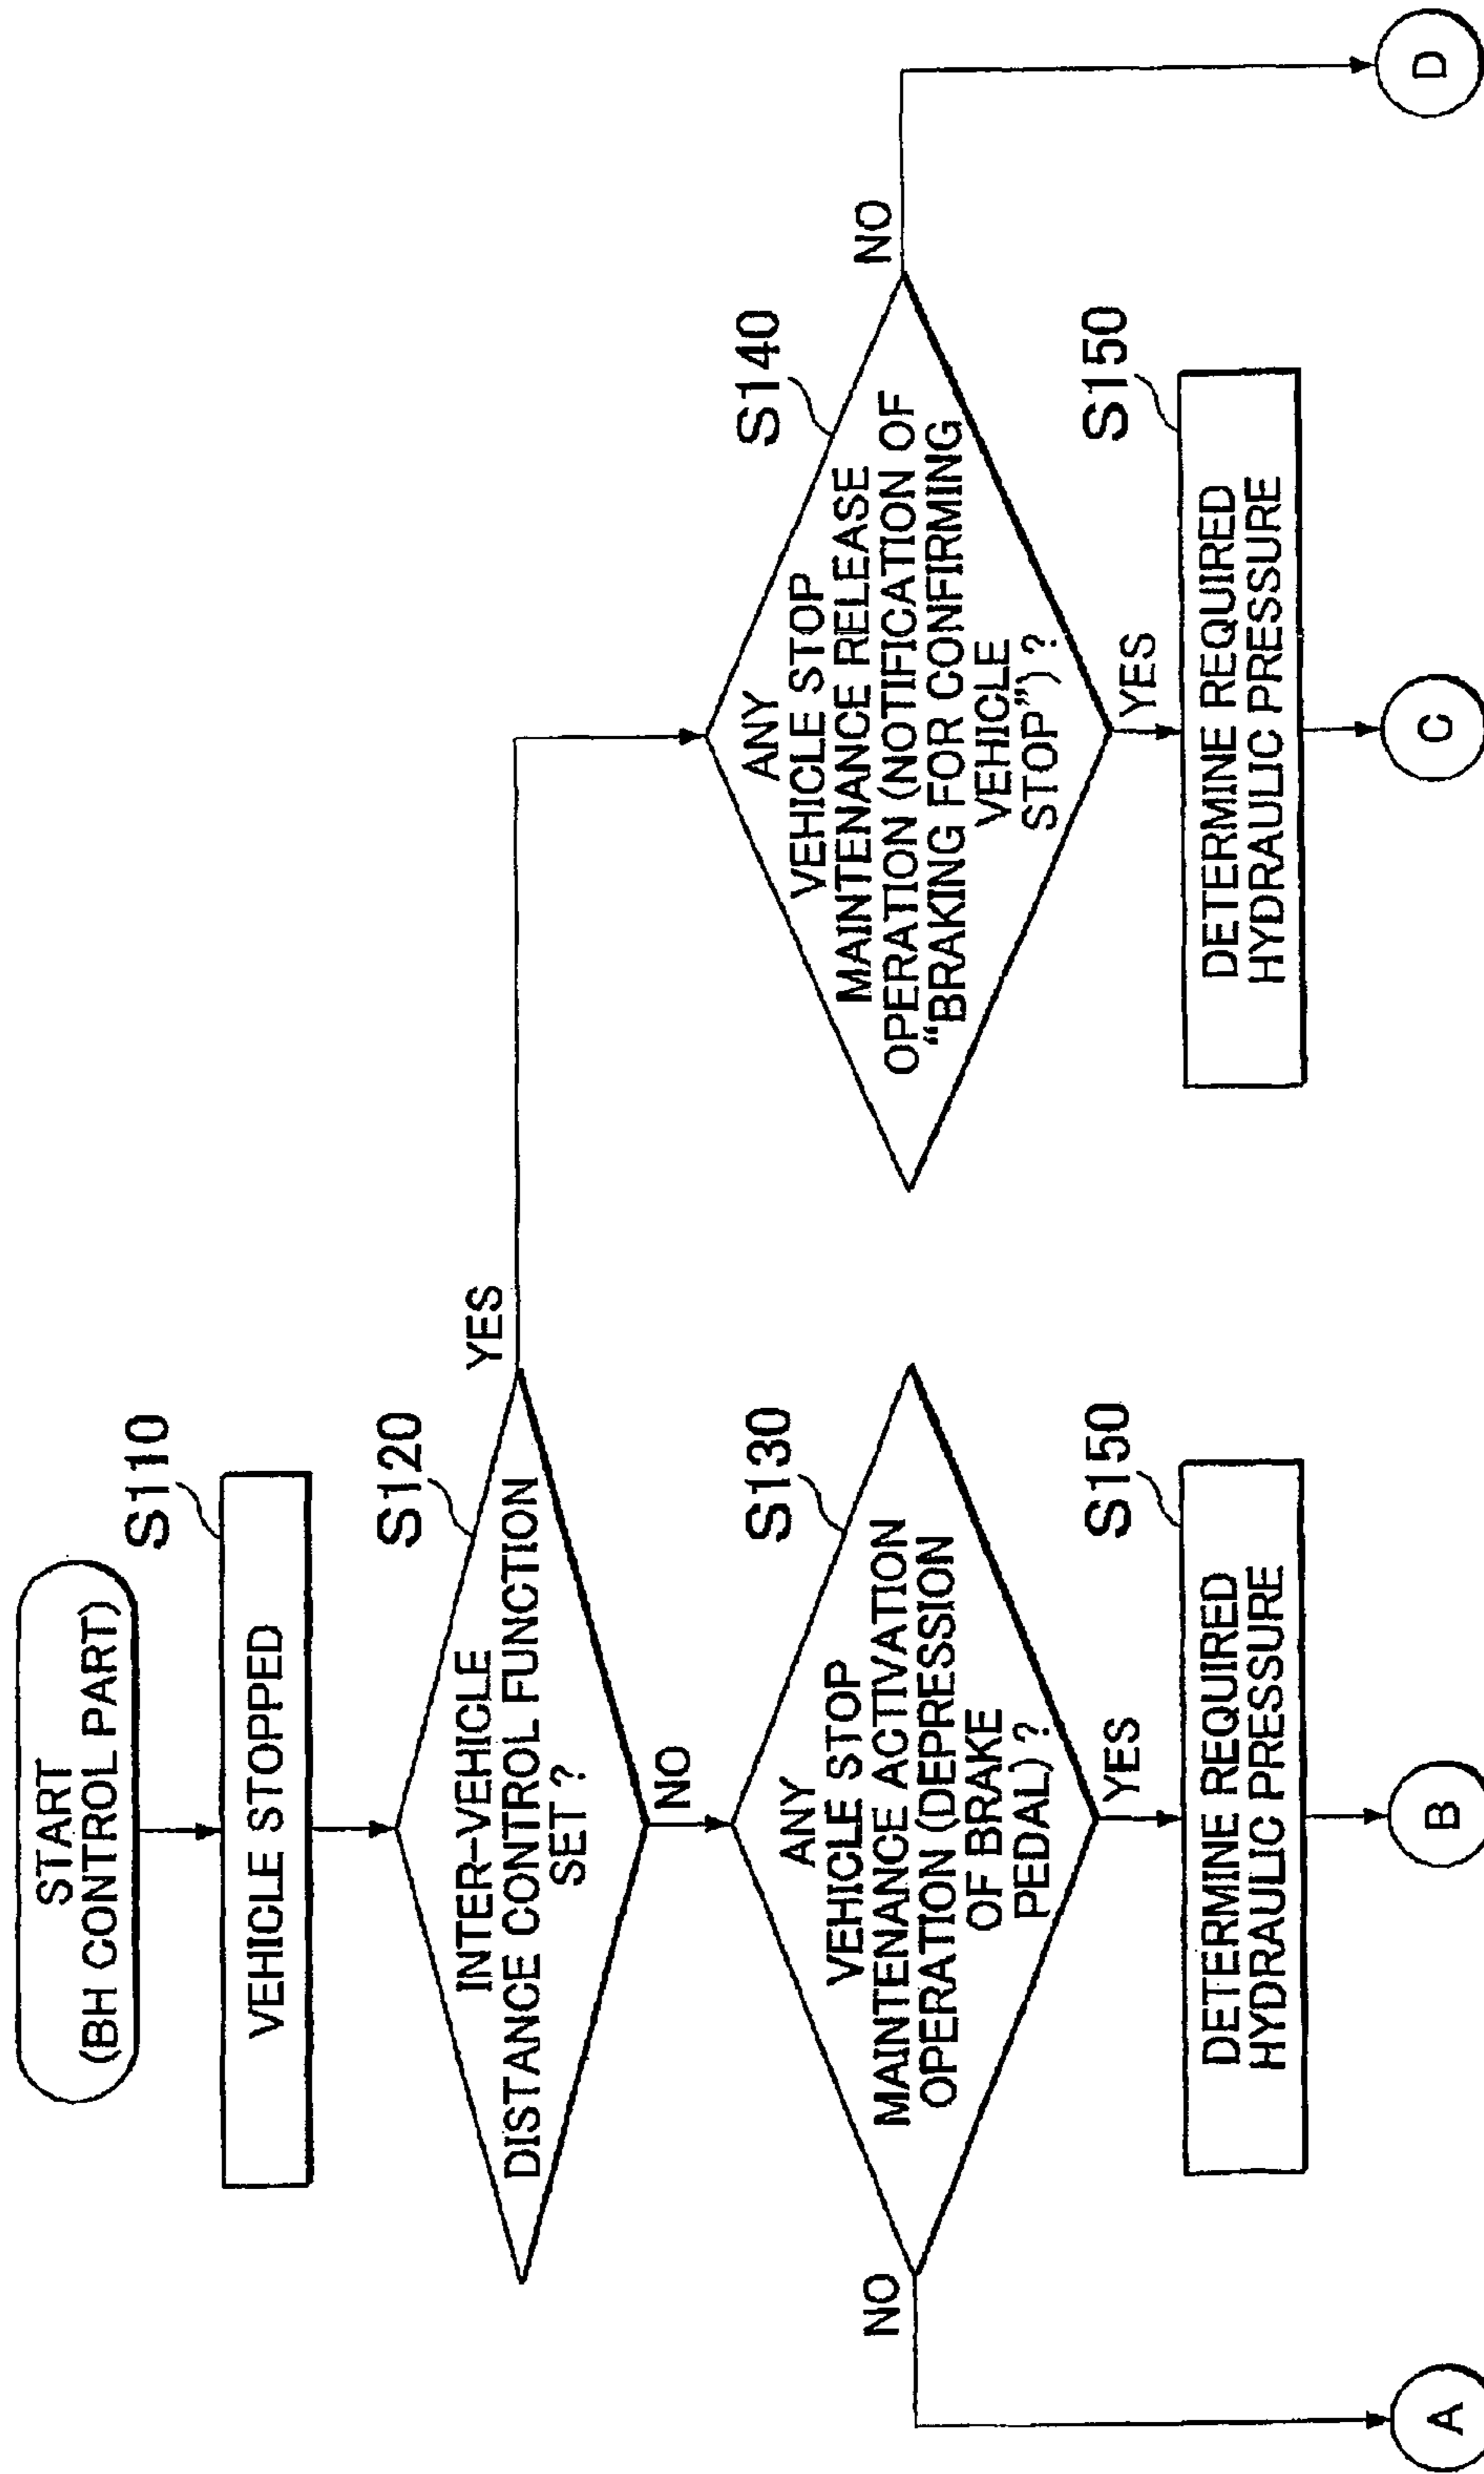 START
(BH CONTROL PART)
S110
VEHICLE STOPPED
S120
INTER-VEHICLE
DISTANCE CONTROL FUNCTION
SET ?
YES
NO
S130
ANY
VEHICLE STOP
MAINTENANCE ACTIVATION
OPERATION (DEPRESSION
OF BRAKE
PEDAL) ?
NO
YES
S150
DETERMINE REQUIRED
HYDRAULIC PRESSURE
A
B
S140
ANY
VEHICLE STOP
MAINTENANCE RELEASE
OPERATION (NOTIFICATION OF
“BRAKING FOR CONFIRMING
VEHICLE
STOP”) ?
NO
YES
S150
DETERMINE REQUIRED
HYDRAULIC PRESSURE
C
D